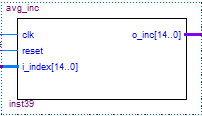 avg_inc
clk o_inc[14..0]
reset
i_index[14..0]
inst39